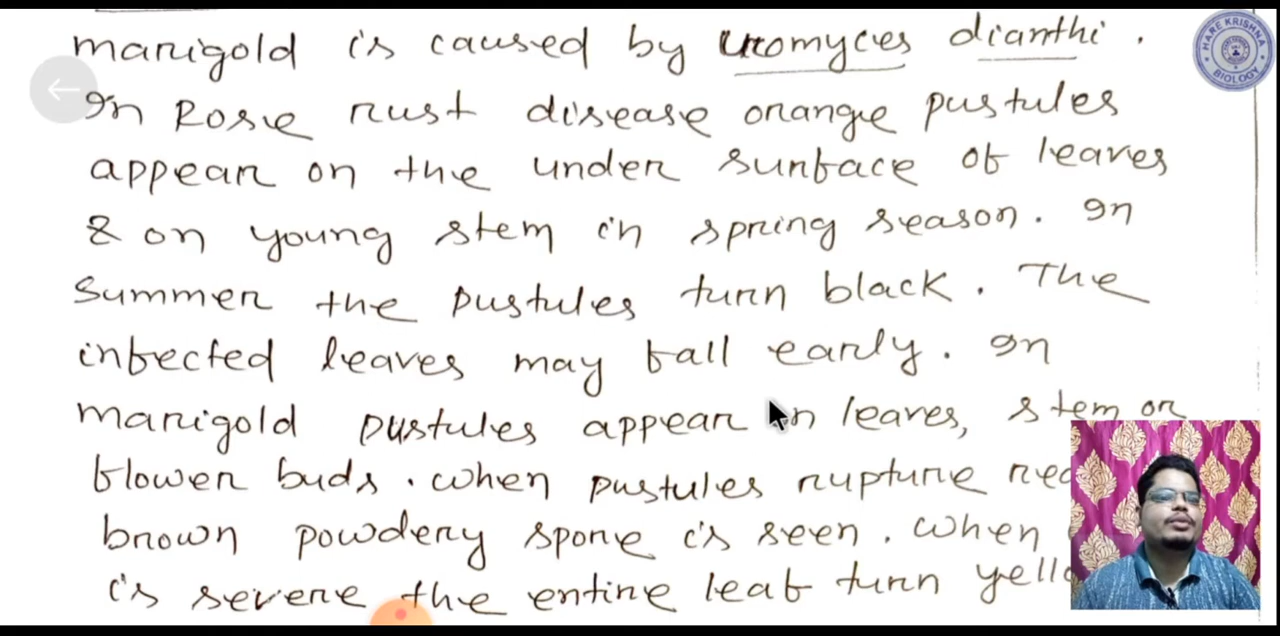 marigold is caused by uromyces dianthi.
In Rose rust disease orange pustules
appear on the under surface of leaves
& on young stem in spring season. In
Summer the pustules turn black. The
infected leaves may fall early. In
marigold pustules appear on leaves, stem or
flower buds. when pustules rupture
brown powdery spore is seen. when
is severe the entire leaf turn
HARE KRISHNA
BIOLOGY